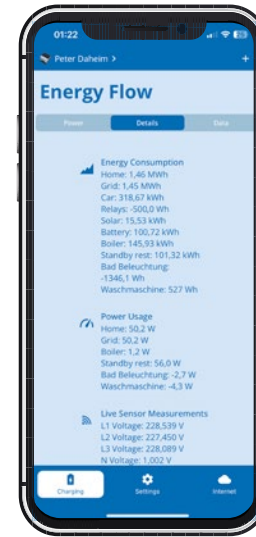 01:22
Peter Daheim >
+
Energy Flow
Power Details Data
Energy Consumption
Home: 1,46 MWh
Grid: 1,45 MWh
Car: 318,67 kWh
Relays: -500,0 Wh
Solar: 15,53 kWh
Battery: 100,72 kWh
Boiler: 145,93 kWh
Standby rest: 101,32 kWh
Bad Beleuchtung:
-1346,1 Wh
Waschmaschine: 527 Wh
Power Usage
Home: 50,2 W
Grid: 50,2 W
Boiler: 1,2 W
Standby rest: 56,0 W
Bad Beleuchtung: -2,7 W
Waschmaschine: -4,3 W
Live Sensor Measurements
L1 Voltage: 228,539 V
L2 Voltage: 227,450 V
L3 Voltage: 228,089 V
N Voltage: 1,002 V
Charging Settings Internet